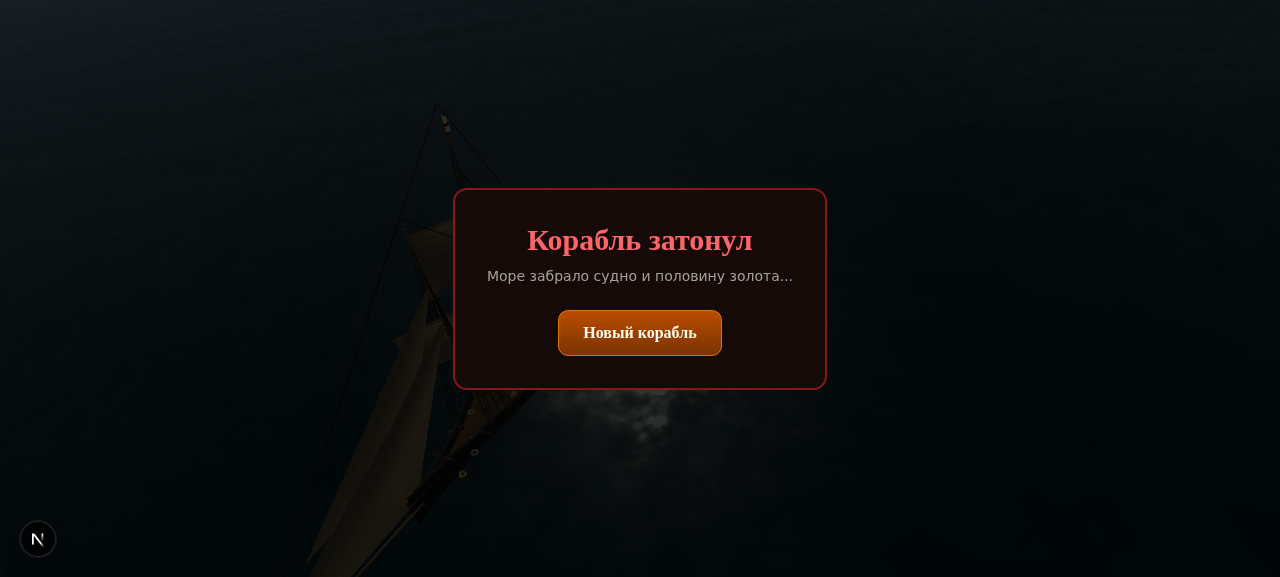 Корабль затонул
Море забрало судно и половину золота...
Новый корабль
N